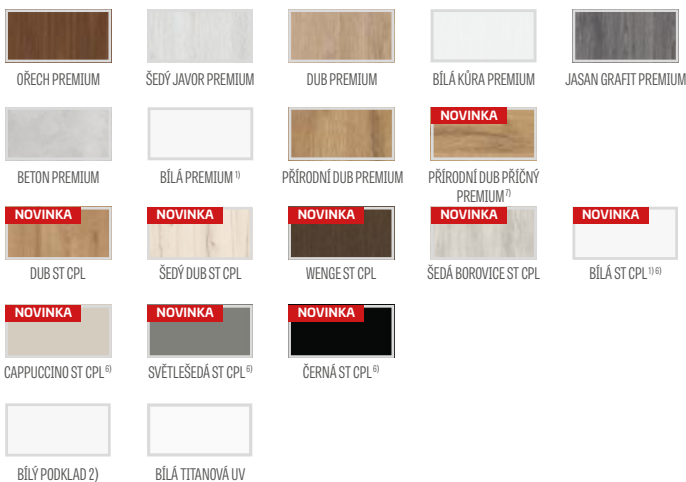 OŘECH PREMIUM
ŠEDÝ JAVOR PREMIUM
DUB PREMIUM
BÍLÁ KŮRA PREMIUM
JASAN GRAFIT PREMIUM
NOVINKA
BETON PREMIUM
BÍLÁ PREMIUM 1)
PŘÍRODNÍ DUB PREMIUM
PŘÍRODNÍ DUB PŘÍČNÝ
PREMIUM 7)
NOVINKA
NOVINKA
NOVINKA
NOVINKA
NOVINKA
DUB ST CPL
ŠEDÝ DUB ST CPL
WENGE ST CPL
ŠEDÁ BOROVICE ST CPL
BÍLÁ ST CPL 1) 6)
NOVINKA
NOVINKA
NOVINKA
CAPPUCCINO ST CPL 6)
SVĚTLEŠEDÁ ST CPL 6)
ČERNÁ ST CPL 6)
BÍLÝ PODKLAD 2)
BÍLÁ TITANOVÁ UV